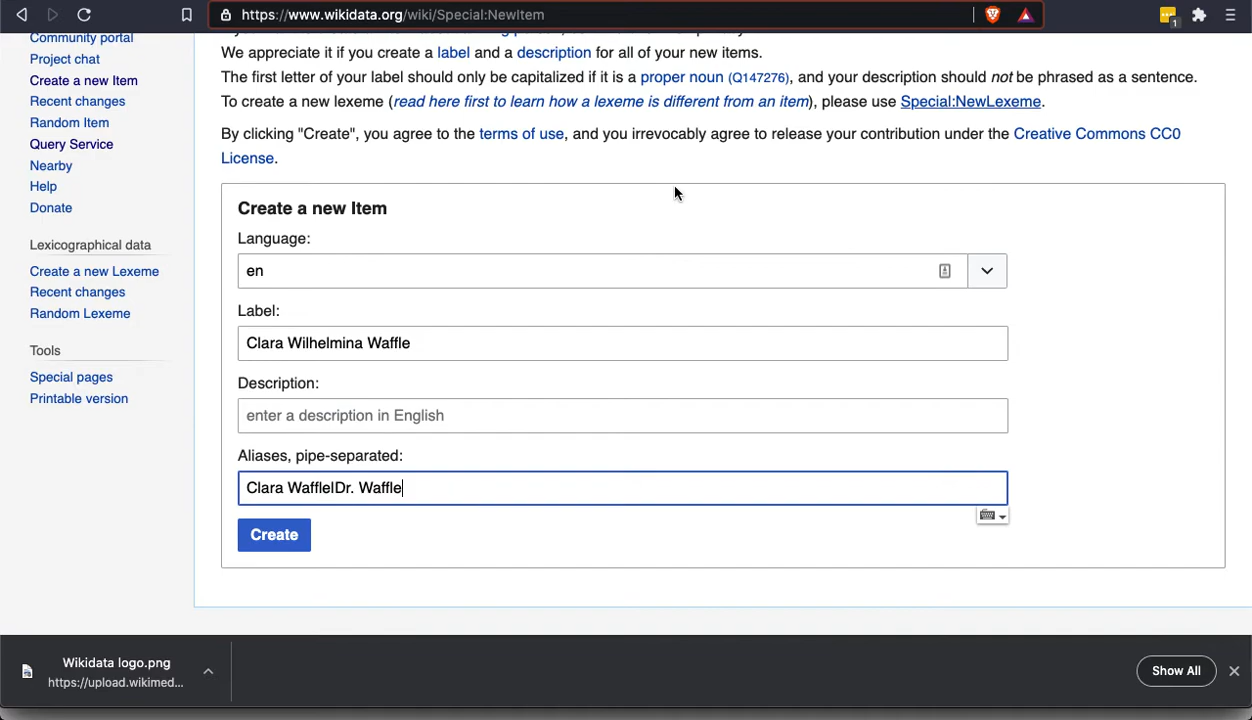 https://www.wikidata.org/wiki/Special:NewItem
1
Community portal
Project chat
Create a new Item
Recent changes
Random Item
Query Service
Nearby
Help
Donate
Lexicographical data
Create a new Lexeme
Recent changes
Random Lexeme
Tools
Special pages
Printable version
We appreciate it if you create a label and a description for all of your new items.
The first letter of your label should only be capitalized if it is a proper noun (Q147276), and your description should not be phrased as a sentence.
To create a new lexeme (read here first to learn how a lexeme is different from an item), please use Special:NewLexeme.
By clicking "Create", you agree to the terms of use, and you irrevocably agree to release your contribution under the Creative Commons CC0
License.
Create a new Item
Language:
en
Label:
Clara Wilhelmina Waffle
Description:
enter a description in English
Aliases, pipe-separated:
Clara Waffle|Dr. Waffle
Create
Wikidata logo.png
https://upload.wikimed...
Show All